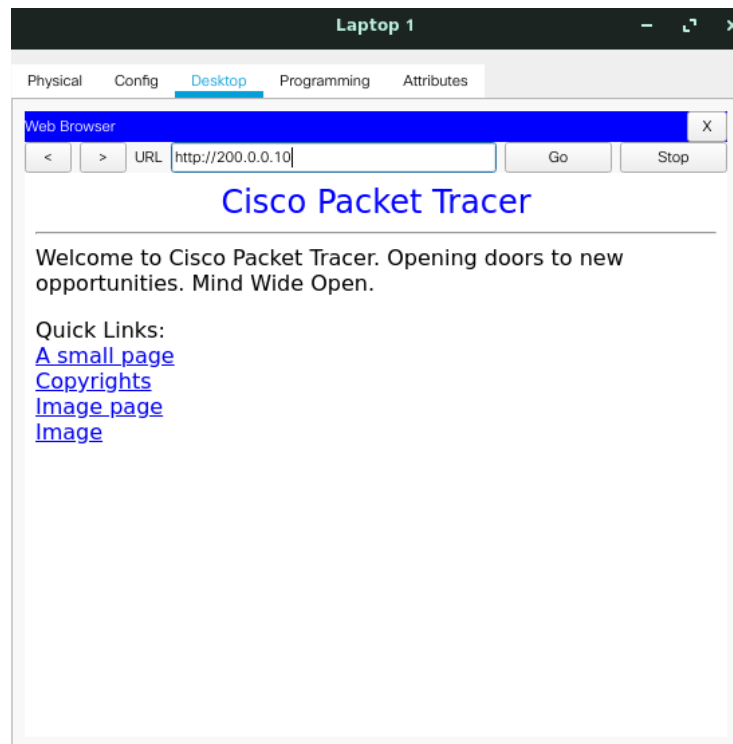 Laptop 1
Physical Config Desktop Programming Attributes
Web Browser X
< > URL http://200.0.0.10 Go Stop
Cisco Packet Tracer
Welcome to Cisco Packet Tracer. Opening doors to new
opportunities. Mind Wide Open.
Quick Links:
A small page
Copyrights
Image page
Image